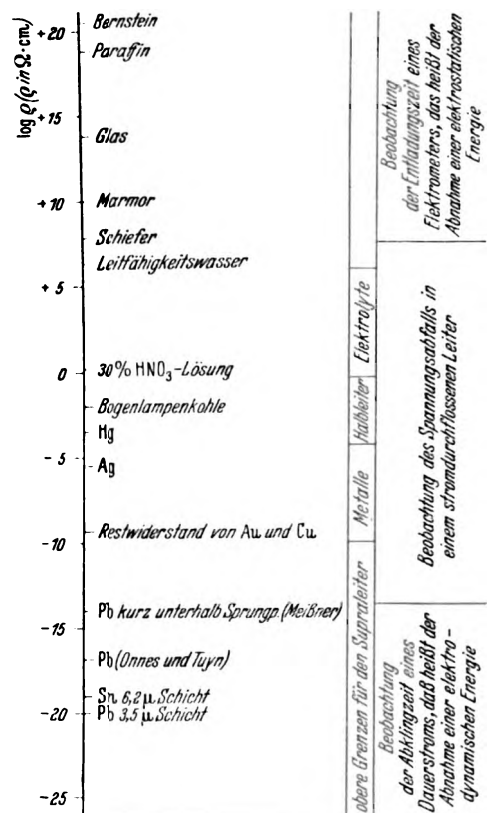 log ϱ (ϱ in Ω·cm)
+20
+15
+10
+5
0
-5
-10
-15
-20
-25
Bernstein
Paraffin
Glas
Marmor
Schiefer
Leitfähigkeitswasser
30% HNO₃-Lösung
Bogenlampenkohle
Hg
Ag
Restwiderstand von Au und Cu
Pb kurz unterhalb Sprungp. (Meißner)
Pb (Onnes und Tuyn)
Sn 6,2 µ Schicht
Pb 3,5 µ Schicht
Elektrolyte
Halbleiter
Metalle
obere Grenzen für den Supraleiter
Beobachtung
der Entladungszeit eines
Elektrometers, das heißt der
Abnahme einer elektrostatischen
Energie
Beobachtung des Spannungsabfalls in
einem stromdurchflossenen Leiter
Beobachtung
der Abklingzeit eines
Dauerstroms, daß heißt der
Abnahme einer elektro-
dynamischen Energie